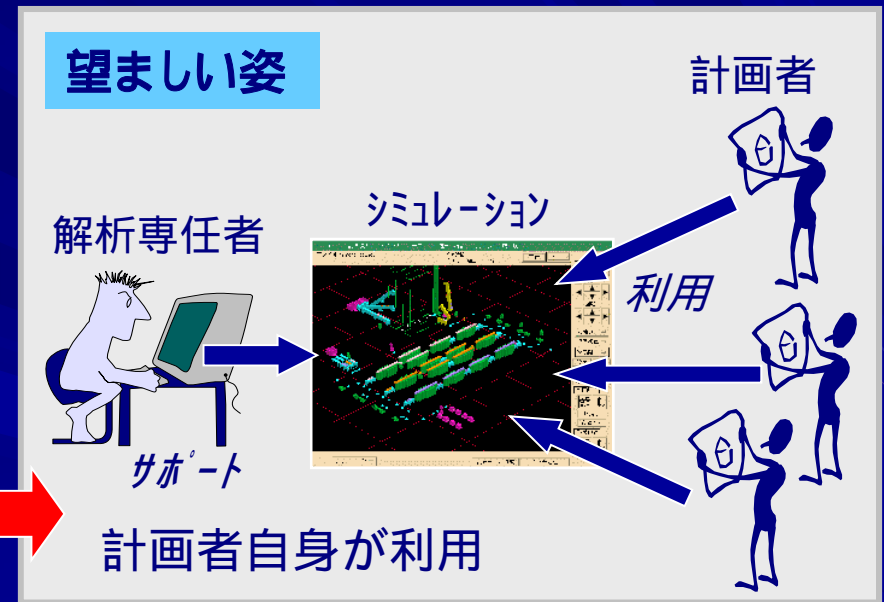 望ましい姿
計画者
シミュレーション
解析専任者
利用
サポート
計画者自身が利用